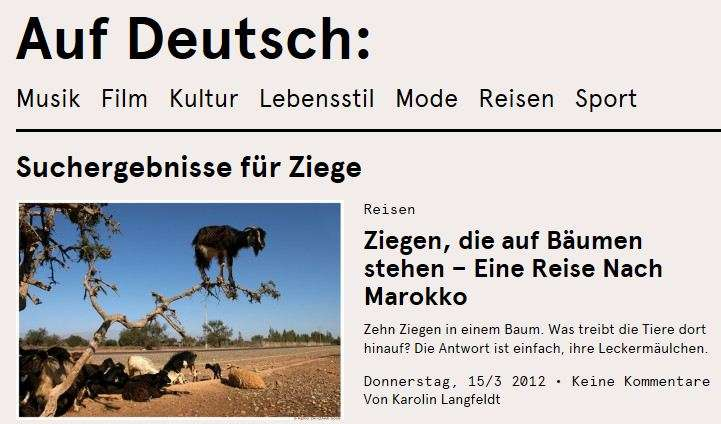 Auf Deutsch:
Musik Film Kultur Lebensstil Mode Reisen Sport
Suchergebnisse für Ziege
Reisen
Ziegen, die auf Bäumen
stehen – Eine Reise Nach
Marokko
Zehn Ziegen in einem Baum. Was treibt die Tiere dort
hinauf? Die Antwort ist einfach, ihre Leckermäulchen.
Donnerstag, 15/3 2012 • Keine Kommentare
Von Karolin Langfeldt